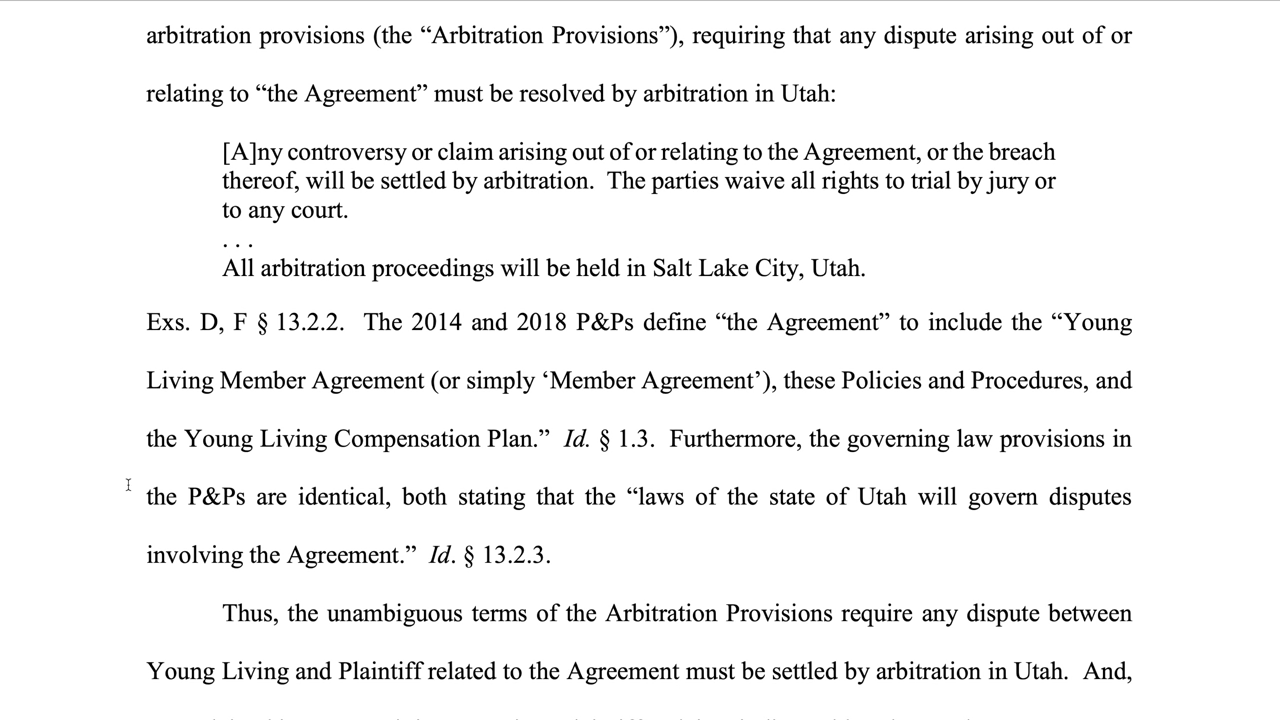 arbitration provisions (the “Arbitration Provisions”), requiring that any dispute arising out of or
relating to “the Agreement” must be resolved by arbitration in Utah:
[A]ny controversy or claim arising out of or relating to the Agreement, or the breach
thereof, will be settled by arbitration.  The parties waive all rights to trial by jury or
to any court.
. . .
All arbitration proceedings will be held in Salt Lake City, Utah.
Exs. D, F § 13.2.2.  The 2014 and 2018 P&Ps define “the Agreement” to include the “Young
Living Member Agreement (or simply ‘Member Agreement’), these Policies and Procedures, and
the Young Living Compensation Plan.”  Id. § 1.3.  Furthermore, the governing law provisions in
the P&Ps are identical, both stating that the “laws of the state of Utah will govern disputes
involving the Agreement.”  Id. § 13.2.3.
Thus, the unambiguous terms of the Arbitration Provisions require any dispute between
Young Living and Plaintiff related to the Agreement must be settled by arbitration in Utah.  And,